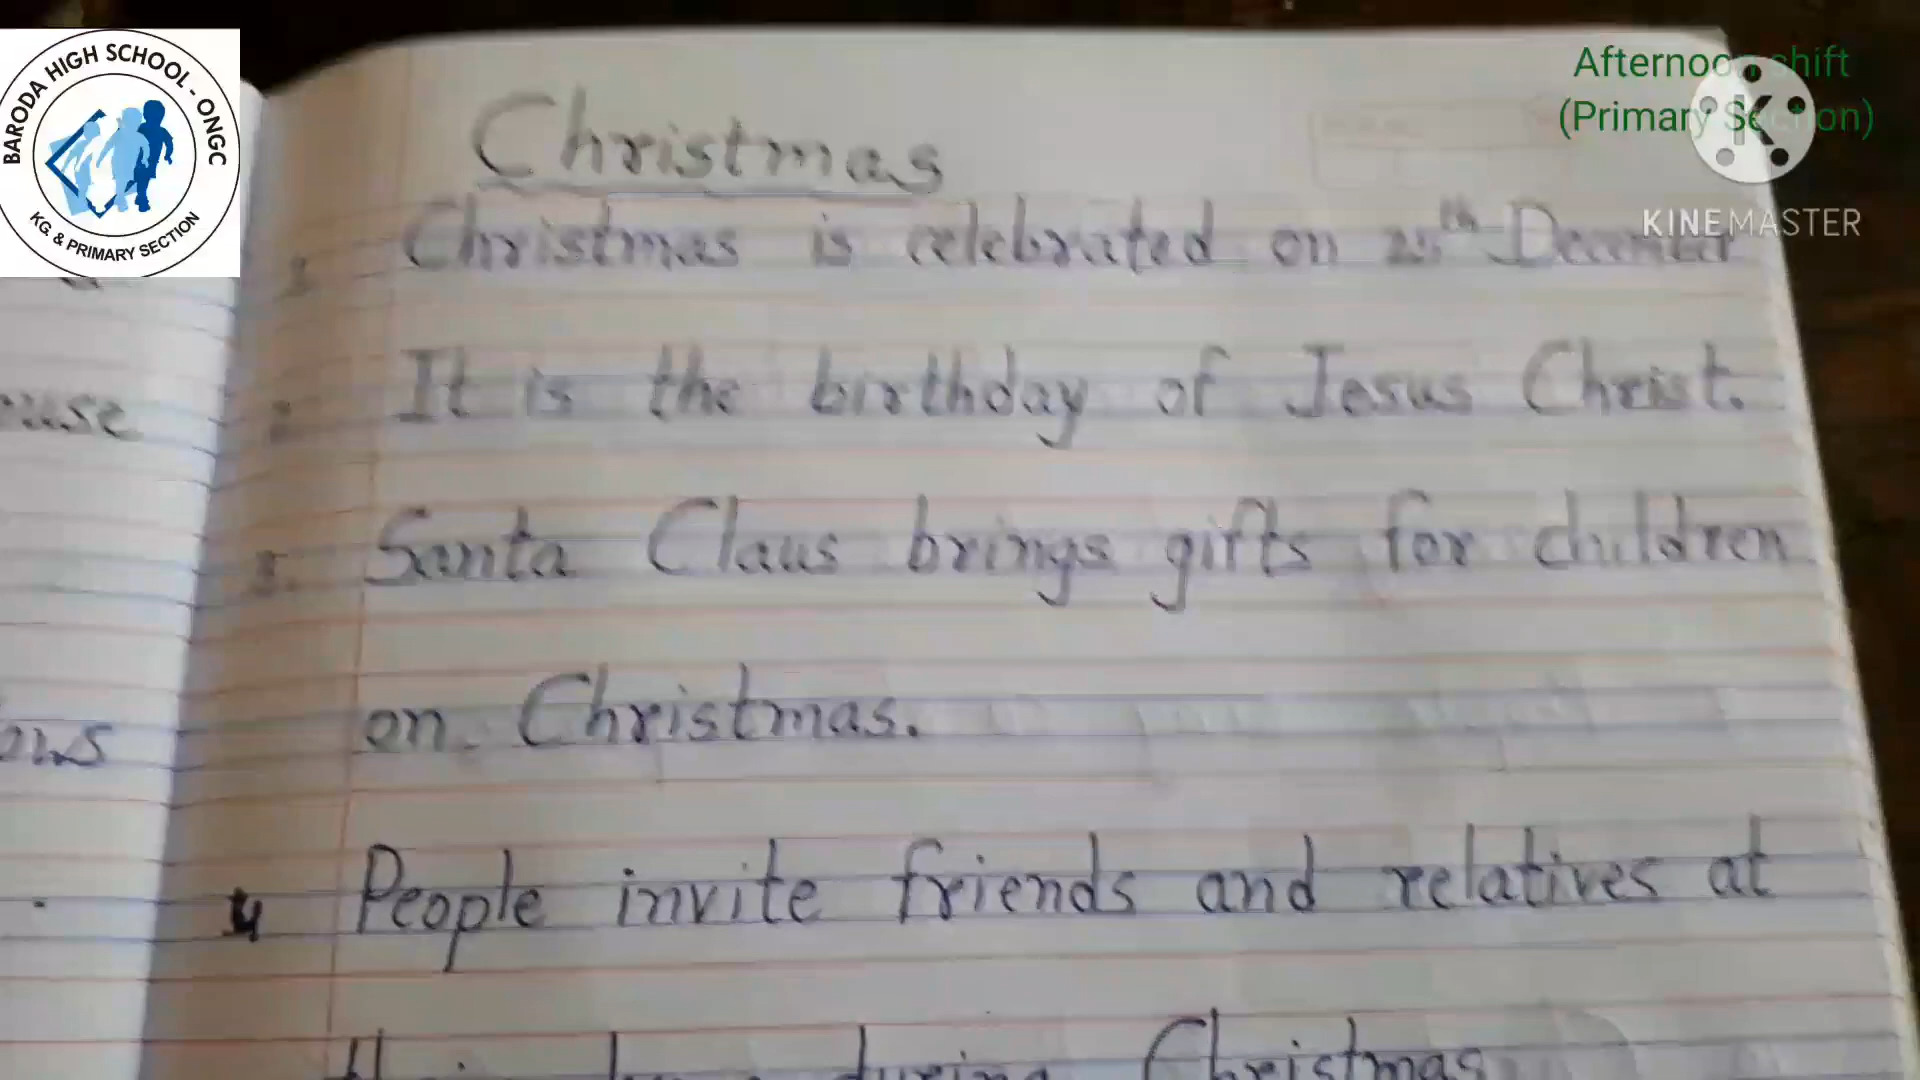 BARODA HIGH SCHOOL - ONGC
KG. & PRIMARY SECTION
Afternoon shift
(Primary Section)
KINEMASTER
Christmas
1. Christmas is celebrated on 25th December
2. It is the birthday of Jesus Christ.
3. Santa Claus brings gifts for children
on Christmas.
4 People invite friends and relatives at
during Christmas